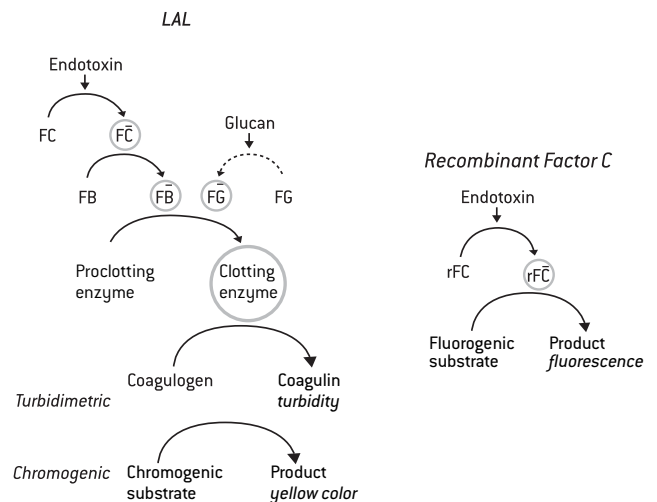 LAL
Endotoxin
FC
FC̄
Glucan
FB
FB̄
FḠ
FG
Proclotting
enzyme
Clotting
enzyme
Coagulogen
Coagulin
turbidity
Turbidimetric
Chromogenic
Chromogenic
substrate
Product
yellow color
Recombinant Factor C
Endotoxin
rFC
rFC̄
Fluorogenic
substrate
Product
fluorescence